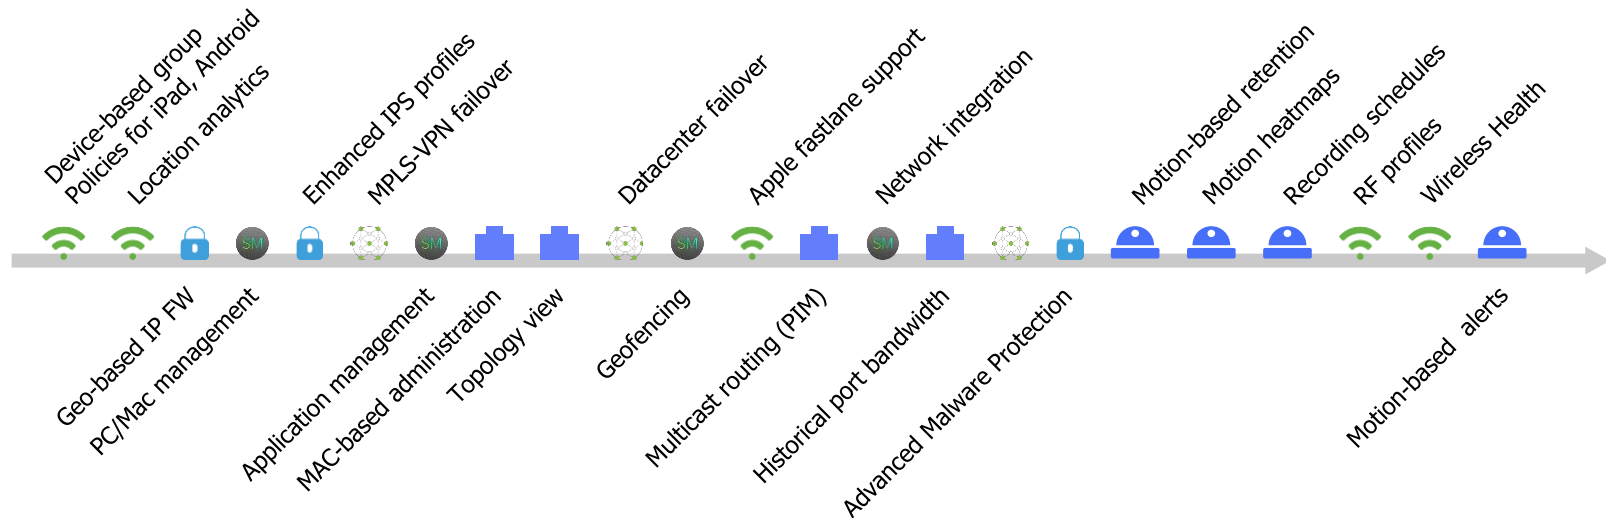 Device-based group
Policies for iPad, Android
Location analytics
Enhanced IPS profiles
MPLS-VPN failover
Datacenter failover
Apple fastlane support
Network integration
Motion-based retention
Motion heatmaps
Recording schedules
RF profiles
Wireless Health
SM
SM
SM
SM
Geo-based IP FW
PC/Mac management
Application management
MAC-based administration
Topology view
Geofencing
Multicast routing (PIM)
Historical port bandwidth
Advanced Malware Protection
Motion-based alerts